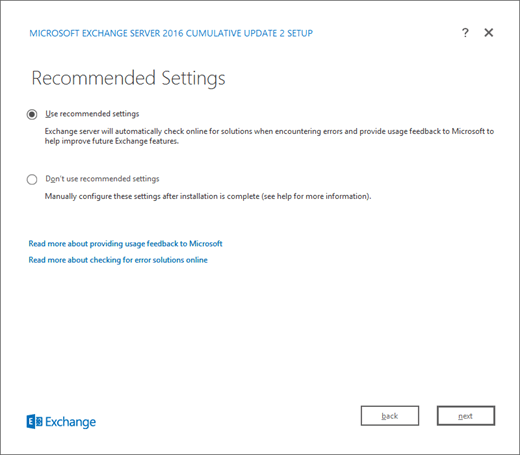 MICROSOFT EXCHANGE SERVER 2016 CUMULATIVE UPDATE 2 SETUP
?
Recommended Settings
Use recommended settings
Exchange server will automatically check online for solutions when encountering errors and provide usage feedback to Microsoft to
help improve future Exchange features.
Don't use recommended settings
Manually configure these settings after installation is complete (see help for more information).
Read more about providing usage feedback to Microsoft
Read more about checking for error solutions online
E Exchange
back
next